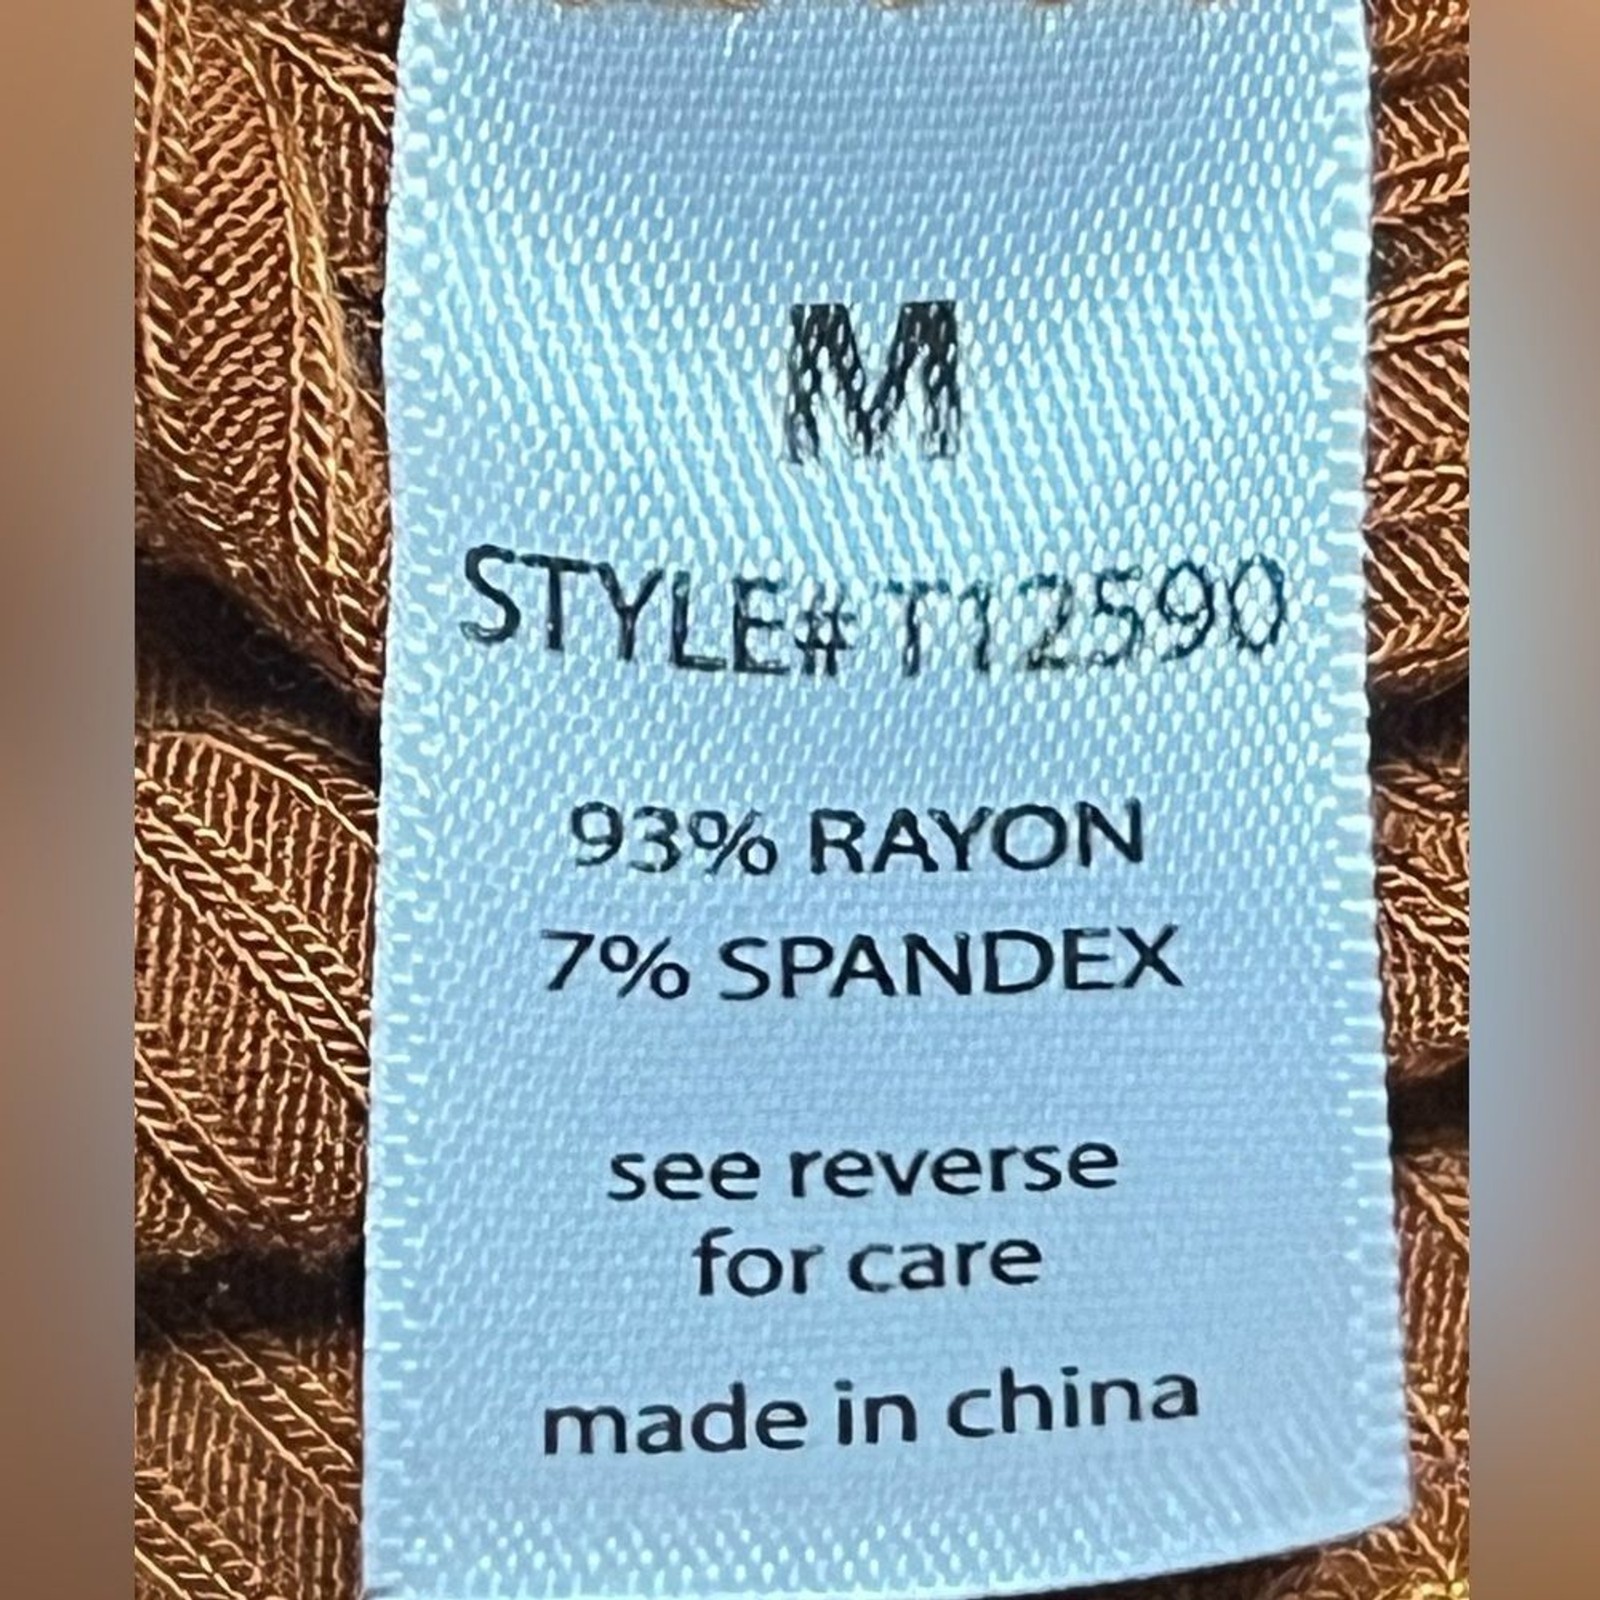 M
STYLE# T12590
93% RAYON
7% SPANDEX
see reverse
for care
made in china